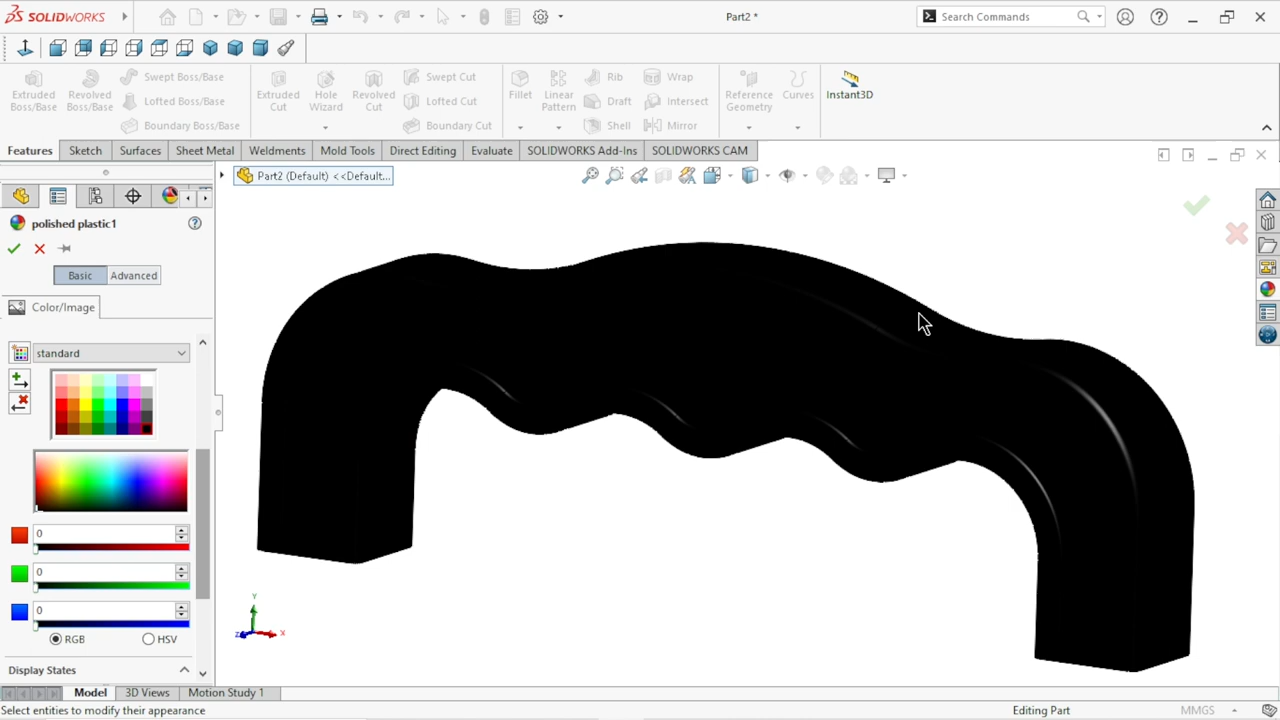 SOLIDWORKS
Part2 *
Search Commands
Extruded Boss/Base
Revolved Boss/Base
Swept Boss/Base
Lofted Boss/Base
Boundary Boss/Base
Extruded Cut
Hole Wizard
Revolved Cut
Swept Cut
Lofted Cut
Boundary Cut
Fillet
Linear Pattern
Rib
Draft
Shell
Wrap
Intersect
Mirror
Reference Geometry
Curves
Instant3D
Features
Sketch
Surfaces
Sheet Metal
Weldments
Mold Tools
Direct Editing
Evaluate
SOLIDWORKS Add-Ins
SOLIDWORKS CAM
Part2 (Default) <<Default...
polished plastic1
Basic
Advanced
Color/Image
standard
0
0
0
RGB
HSV
Display States
Y
Z
X
Model
3D Views
Motion Study 1
Select entities to modify their appearance
Editing Part
MMGS